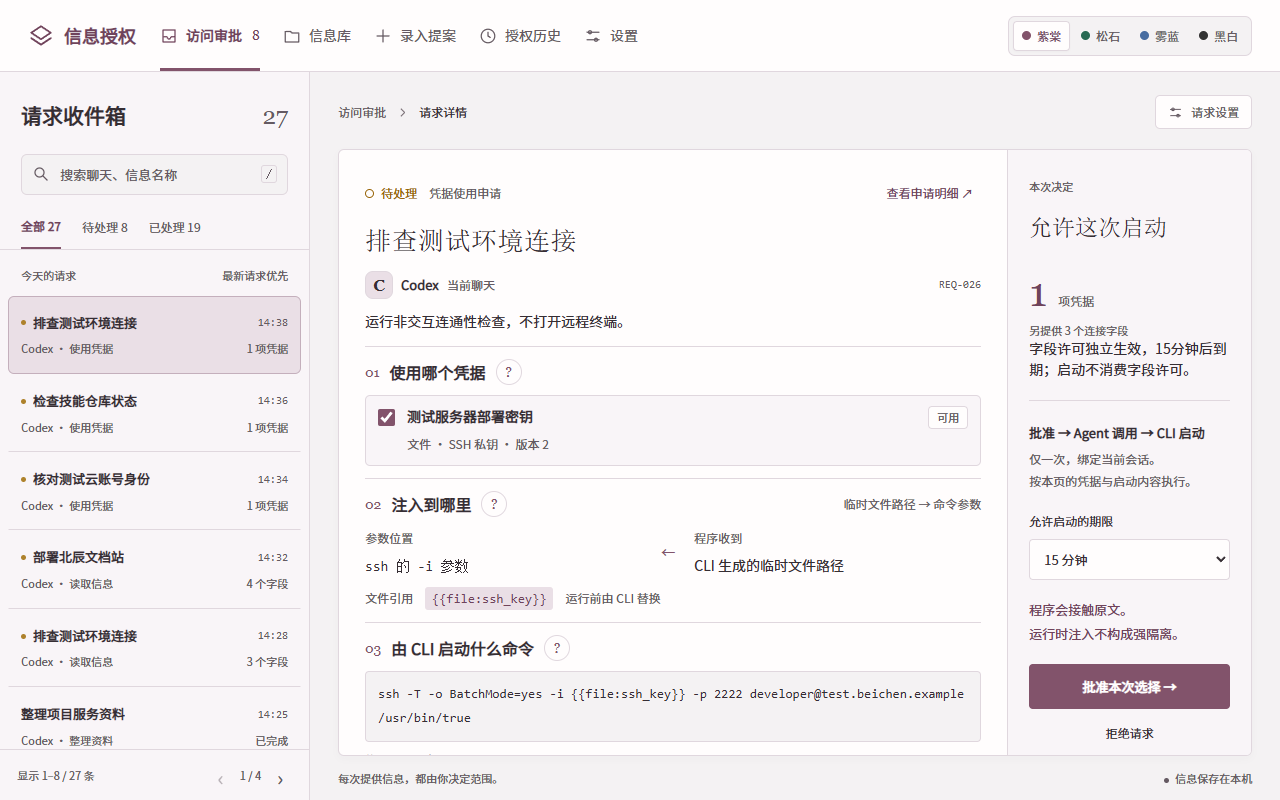 信息授权
访问审批 8
信息库
录入提案
授权历史
设置
紫棠
松石
雾蓝
黑白
请求收件箱 27
搜索聊天、信息名称 /
全部 27 待处理 8 已处理 19
今天的请求 最新请求优先
排查测试环境连接 14:38
Codex · 使用凭据 1 项凭据
检查技能仓库状态 14:36
Codex · 使用凭据 1 项凭据
核对测试云账号身份 14:34
Codex · 使用凭据 1 项凭据
部署北辰文档站 14:32
Codex · 读取信息 4 个字段
排查测试环境连接 14:28
Codex · 读取信息 3 个字段
整理项目服务资料 14:25
Codex · 整理资料 已完成
显示 1–8 / 27 条 ‹ 1 / 4 ›
访问审批 > 请求详情
请求设置
待处理 凭据使用申请 查看申请明细 ↗
排查测试环境连接
C Codex 当前聊天 REQ-026
运行非交互连通性检查，不打开远程终端。
01 使用哪个凭据 ?
测试服务器部署密钥 可用
文件 · SSH 私钥 · 版本 2
02 注入到哪里 ? 临时文件路径 → 命令参数
参数位置 ← 程序收到
ssh 的 -i 参数 CLI 生成的临时文件路径
文件引用 {{file:ssh_key}} 运行前由 CLI 替换
03 由 CLI 启动什么命令 ?
ssh -T -o BatchMode=yes -i {{file:ssh_key}} -p 2222 developer@test.beichen.example
/usr/bin/true
本次决定
允许这次启动
1 项凭据
另提供 3 个连接字段
字段许可独立生效，15分钟后到
期；启动不消费字段许可。
批准 → Agent 调用 → CLI 启动
仅一次，绑定当前会话。
按本页的凭据与启动内容执行。
允许启动的期限
15 分钟
程序会接触原文。
运行时注入不构成强隔离。
批准本次选择 →
拒绝请求
每次提供信息，都由你决定范围。
信息保存在本机